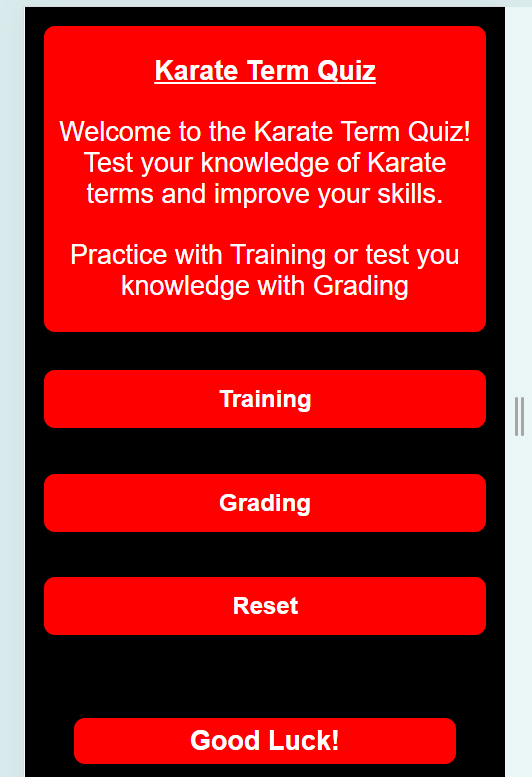 Karate Term Quiz
Welcome to the Karate Term Quiz!
Test your knowledge of Karate
terms and improve your skills.
Practice with Training or test you
knowledge with Grading
Training
Grading
Reset
Good Luck!